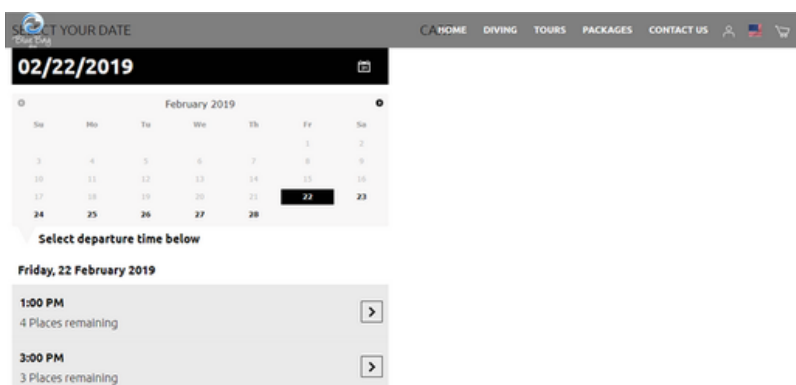 SELECT YOUR DATE
Blue Bay
HOME DIVING TOURS PACKAGES CONTACT US
02/22/2019
February 2019
Su Mo Tu We Th Fr Sa
1 2
3 4 5 6 7 8 9
10 11 12 13 14 15 16
17 18 19 20 21 22 23
24 25 26 27 28
Select departure time below
Friday, 22 February 2019
1:00 PM
4 Places remaining
3:00 PM
3 Places remaining